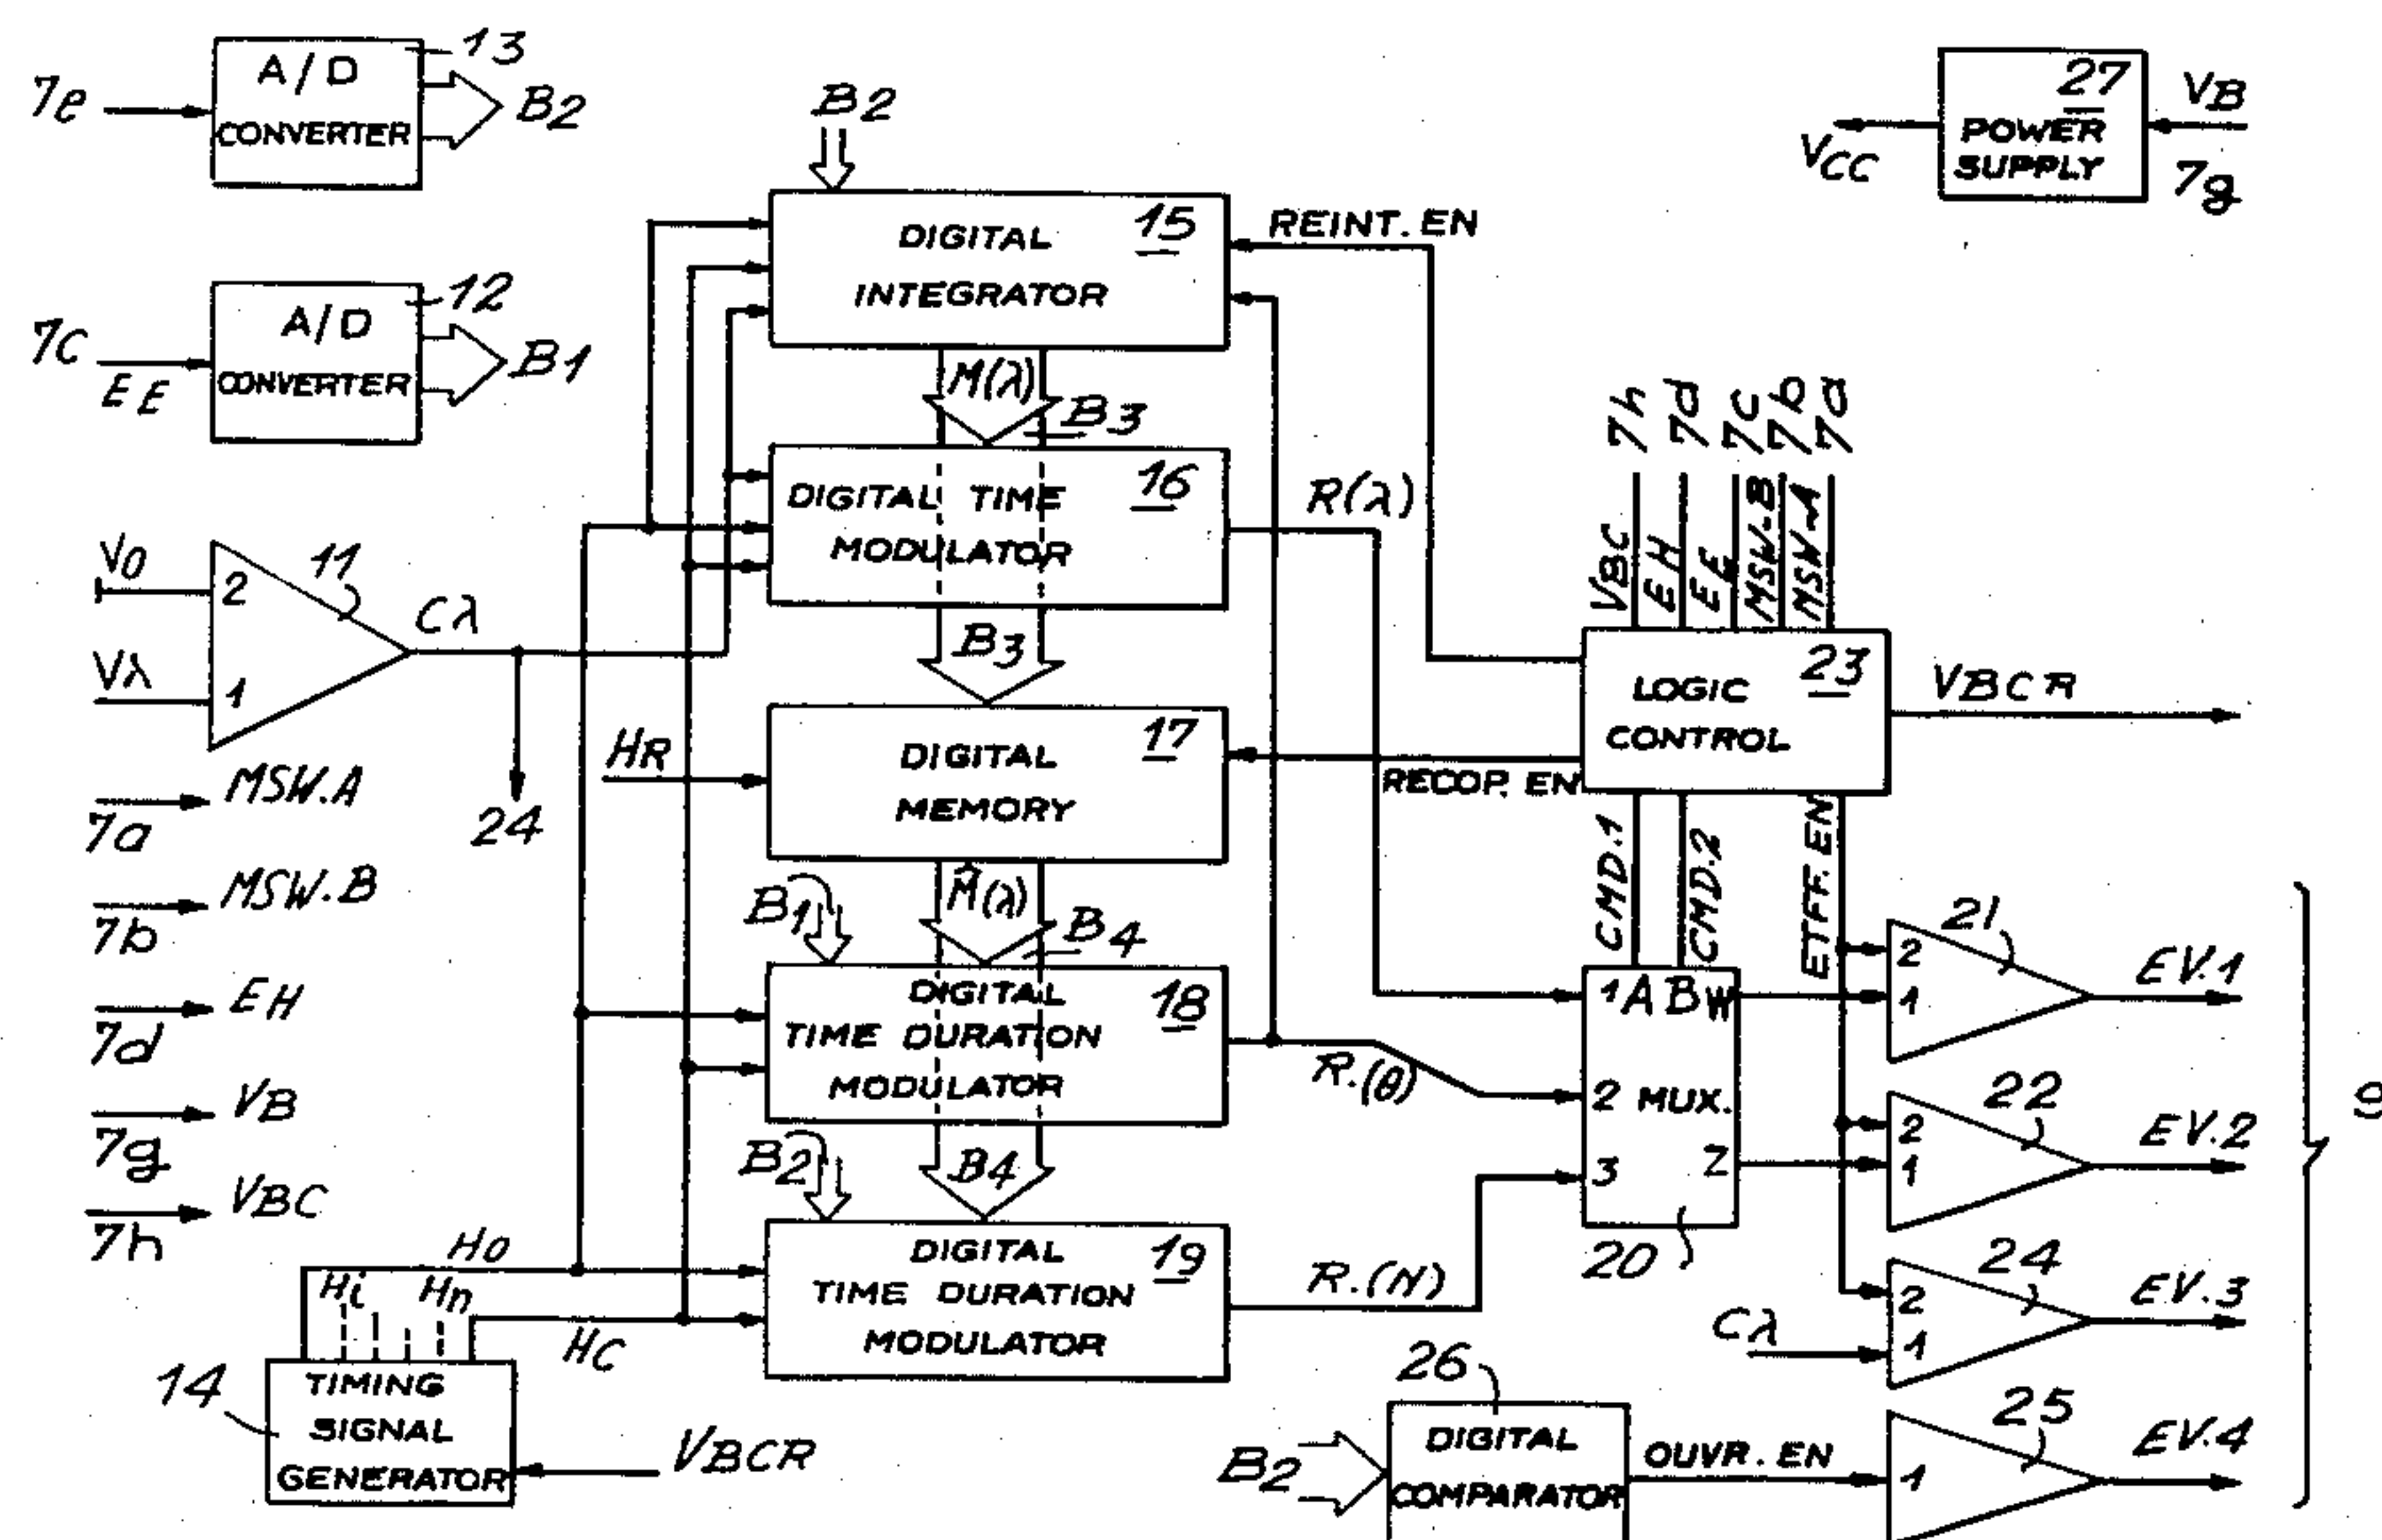 7e
A/D
CONVERTER
13
B2
7c
EE
A/D
CONVERTER
12
B1
V0
Vλ
2
1
11
Cλ
24
7a
MSW.A
7b
MSW.B
7d
EH
7g
VB
7h
VBC
H0
Hi
Hn
HC
14
TIMING
SIGNAL
GENERATOR
VBCR
B2
DIGITAL
INTEGRATOR
15
REINT. EN
M(λ)
B3
DIGITAL TIME
MODULATOR
16
R(λ)
B3
HR
DIGITAL
MEMORY
17
RECOP. EN
B1
M(λ)
B4
DIGITAL
TIME DURATION
MODULATOR
18
R.(θ)
B2
B4
DIGITAL
TIME DURATION
MODULATOR
19
R.(N)
27
POWER
SUPPLY
VB
7g
VCC
7h
7d
7c
7b
7a
VBC
EH
EE
MSW.B
MSW.A
23
LOGIC
CONTROL
VBCR
CMD.1
CMD.2
ETFF. EN
1 A B W
2 MUX.
3 Z
20
21
2
1
EV.1
22
2
1
EV.2
24
2
1
Cλ
EV.3
26
B2
DIGITAL
COMPARATOR
OUVR. EN
25
1
EV.4
9